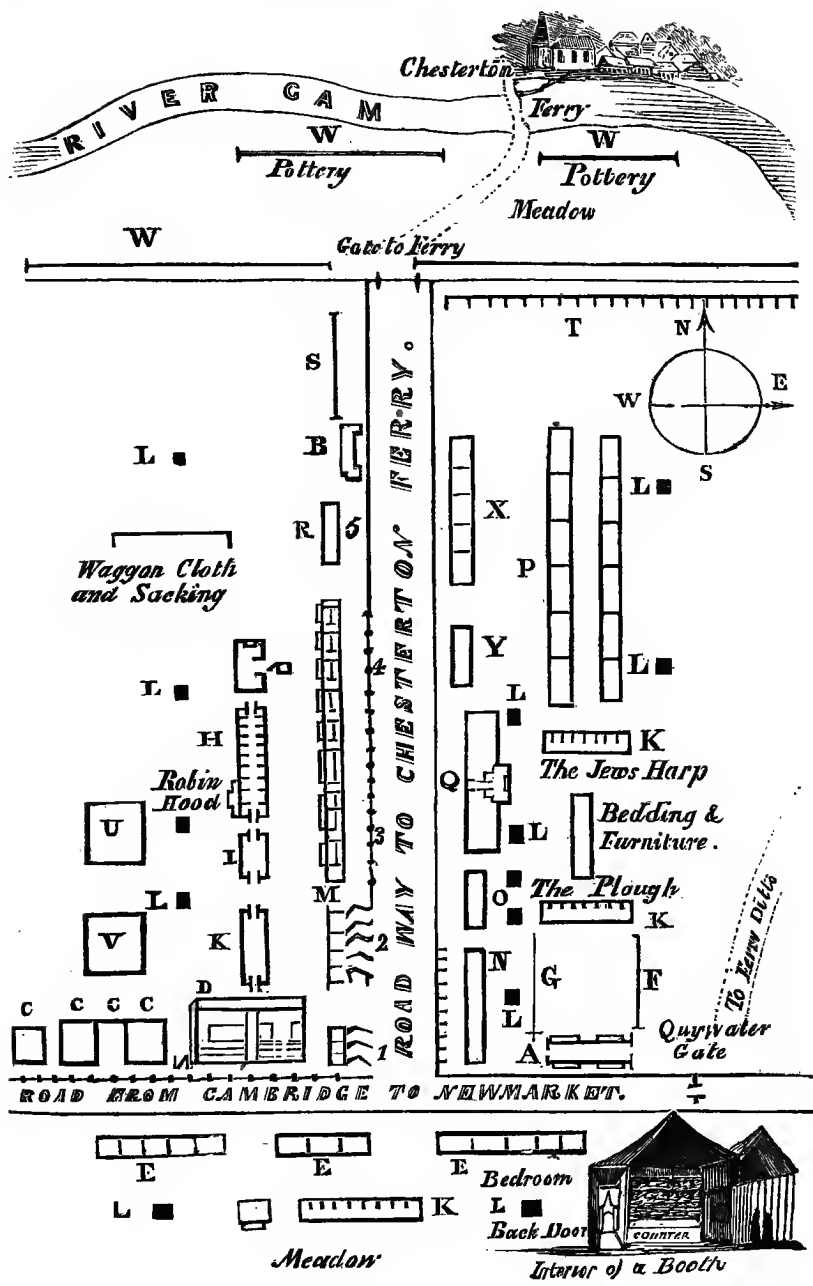 Chesterton
RIVER CAM
Ferry
W
W
Pottery
Pottery
Meadow
W
Gate to Ferry
T
N
W
E
S
S
B
L
R 5
X
L
P
Waggon Cloth
and Sacking
ROAD WAY TO CHESTERTON FERRY.
4
Y
L
L
L
H
K
The Jews Harp
Robin
Hood
Q
U
Bedding &
Furniture.
L
3
I
M
L
O
The Plough
K
V
K
2
N
G
F
L
To Fenn Ditts
D
C
C
C
C
1
A
Quywater
Gate
ROAD FROM CAMBRIDGE TO NEWMARKET.
E
E
E
Bedroom
L
K
L
Back Door
COUNTER
Meadow
Interior of a Booth